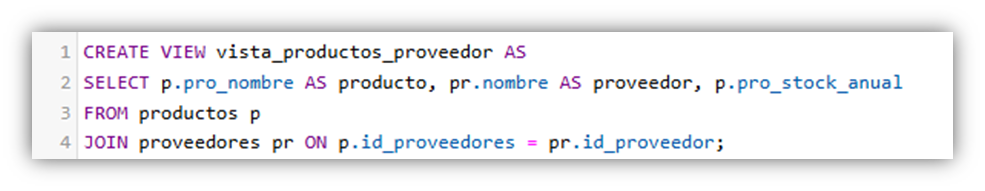 1 CREATE VIEW vista_productos_proveedor AS
2 SELECT p.pro_nombre AS producto, pr.nombre AS proveedor, p.pro_stock_anual
3 FROM productos p
4 JOIN proveedores pr ON p.id_proveedores = pr.id_proveedor;